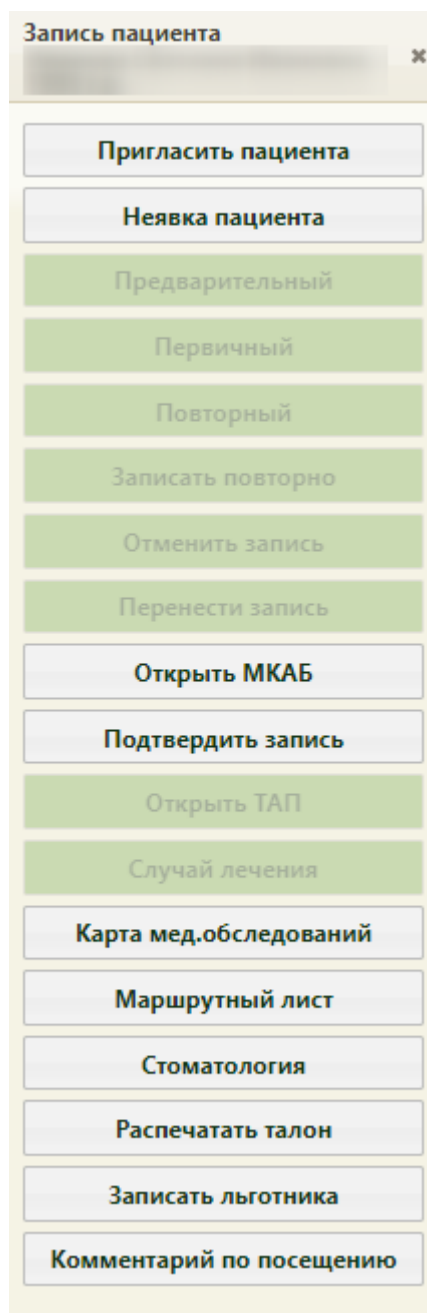 Запись пациента
Пригласить пациента
Неявка пациента
Предварительный
Первичный
Повторный
Записать повторно
Отменить запись
Перенести запись
Открыть МКАБ
Подтвердить запись
Открыть ТАП
Случай лечения
Карта мед.обследований
Маршрутный лист
Стоматология
Распечатать талон
Записать льготника
Комментарий по посещению